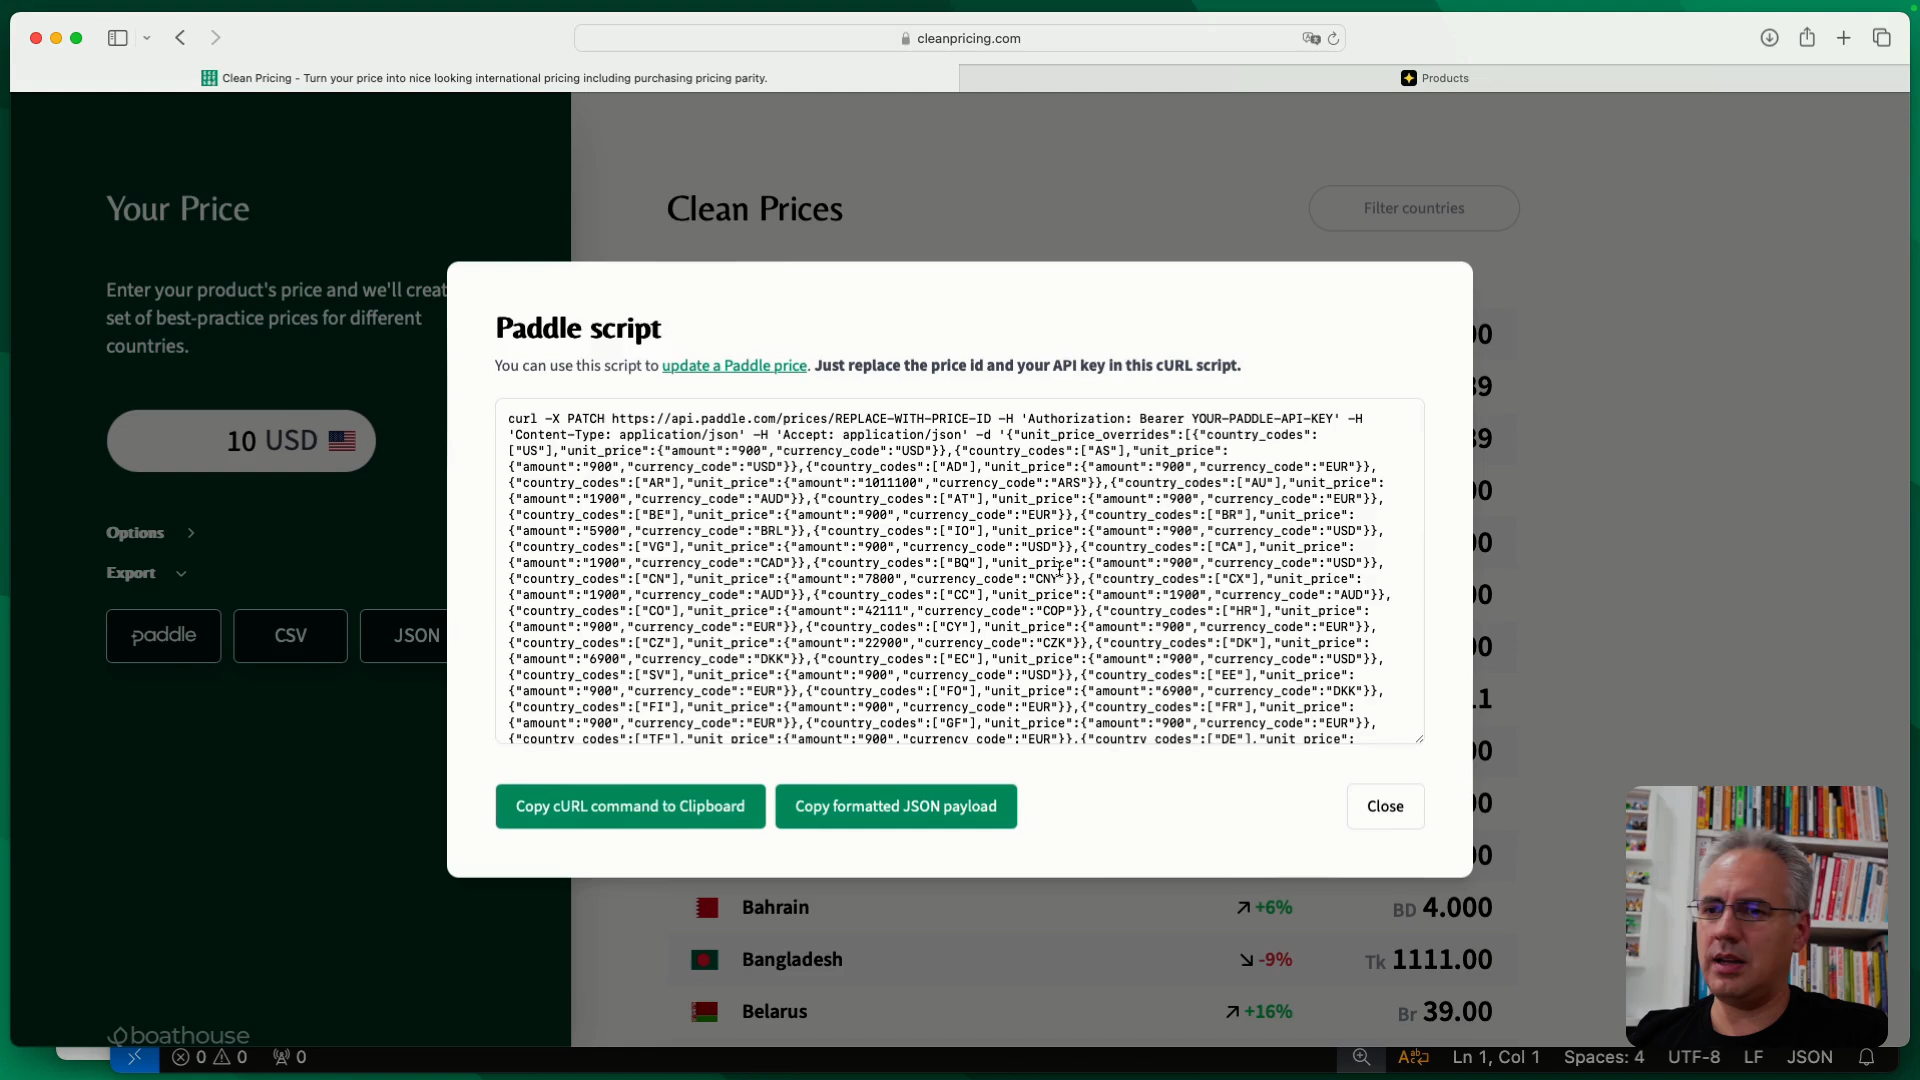 cleanpricing.com
Clean Pricing - Turn your price into nice looking international pricing including purchasing pricing parity.
Products
Your Price
Clean Prices
Filter countries
Enter your product's price and we'll creat
set of best-practice prices for different
countries.
10 USD
Options
Export
paddle
CSV
JSON
boathouse
Paddle script
You can use this script to update a Paddle price. Just replace the price id and your API key in this cURL script.
curl -X PATCH https://api.paddle.com/prices/REPLACE-WITH-PRICE-ID -H 'Authorization: Bearer YOUR-PADDLE-API-KEY' -H
'Content-Type: application/json' -H 'Accept: application/json' -d '{"unit_price_overrides":[{"country_codes":
["US"],"unit_price":{"amount":"900","currency_code":"USD"}},{"country_codes":["AS"],"unit_price":
{"amount":"900","currency_code":"USD"}},{"country_codes":["AD"],"unit_price":{"amount":"900","currency_code":"EUR"}},
{"country_codes":["AR"],"unit_price":{"amount":"1011100","currency_code":"ARS"}},{"country_codes":["AU"],"unit_price":
{"amount":"1900","currency_code":"AUD"}},{"country_codes":["AT"],"unit_price":{"amount":"900","currency_code":"EUR"}},
{"country_codes":["BE"],"unit_price":{"amount":"900","currency_code":"EUR"}},{"country_codes":["BR"],"unit_price":
{"amount":"5900","currency_code":"BRL"}},{"country_codes":["IO"],"unit_price":{"amount":"900","currency_code":"USD"}},
{"country_codes":["VG"],"unit_price":{"amount":"900","currency_code":"USD"}},{"country_codes":["CA"],"unit_price":
{"amount":"1900","currency_code":"CAD"}},{"country_codes":["BQ"],"unit_price":{"amount":"900","currency_code":"USD"}},
{"country_codes":["CN"],"unit_price":{"amount":"7800","currency_code":"CNY"}},{"country_codes":["CX"],"unit_price":
{"amount":"1900","currency_code":"AUD"}},{"country_codes":["CC"],"unit_price":{"amount":"1900","currency_code":"AUD"}},
{"country_codes":["CO"],"unit_price":{"amount":"42111","currency_code":"COP"}},{"country_codes":["HR"],"unit_price":
{"amount":"900","currency_code":"EUR"}},{"country_codes":["CY"],"unit_price":{"amount":"900","currency_code":"EUR"}},
{"country_codes":["CZ"],"unit_price":{"amount":"22900","currency_code":"CZK"}},{"country_codes":["DK"],"unit_price":
{"amount":"6900","currency_code":"DKK"}},{"country_codes":["EC"],"unit_price":{"amount":"900","currency_code":"USD"}},
{"country_codes":["SV"],"unit_price":{"amount":"900","currency_code":"USD"}},{"country_codes":["EE"],"unit_price":
{"amount":"900","currency_code":"EUR"}},{"country_codes":["FO"],"unit_price":{"amount":"6900","currency_code":"DKK"}},
{"country_codes":["FI"],"unit_price":{"amount":"900","currency_code":"EUR"}},{"country_codes":["FR"],"unit_price":
{"amount":"900","currency_code":"EUR"}},{"country_codes":["GF"],"unit_price":{"amount":"900","currency_code":"EUR"}},
{"country_codes":["TF"],"unit_price":{"amount":"900","currency_code":"EUR"}},{"country_codes":["DE"],"unit_price":
Copy cURL command to Clipboard
Copy formatted JSON payload
Close
Bahrain +6% BD 4.000
Bangladesh -9% Tk 1111.00
Belarus +16% Br 39.00
0 0 0
Ln 1, Col 1 Spaces: 4 UTF-8 LF JSON